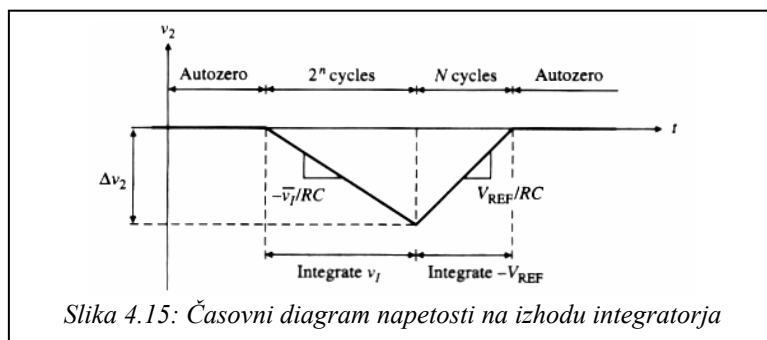 v₂
Autozero
2ⁿ cycles
N cycles
Autozero
t
Δv₂
–v̅I/RC
VREF/RC
Integrate vI
Integrate –VREF
Slika 4.15: Časovni diagram napetosti na izhodu integratorja